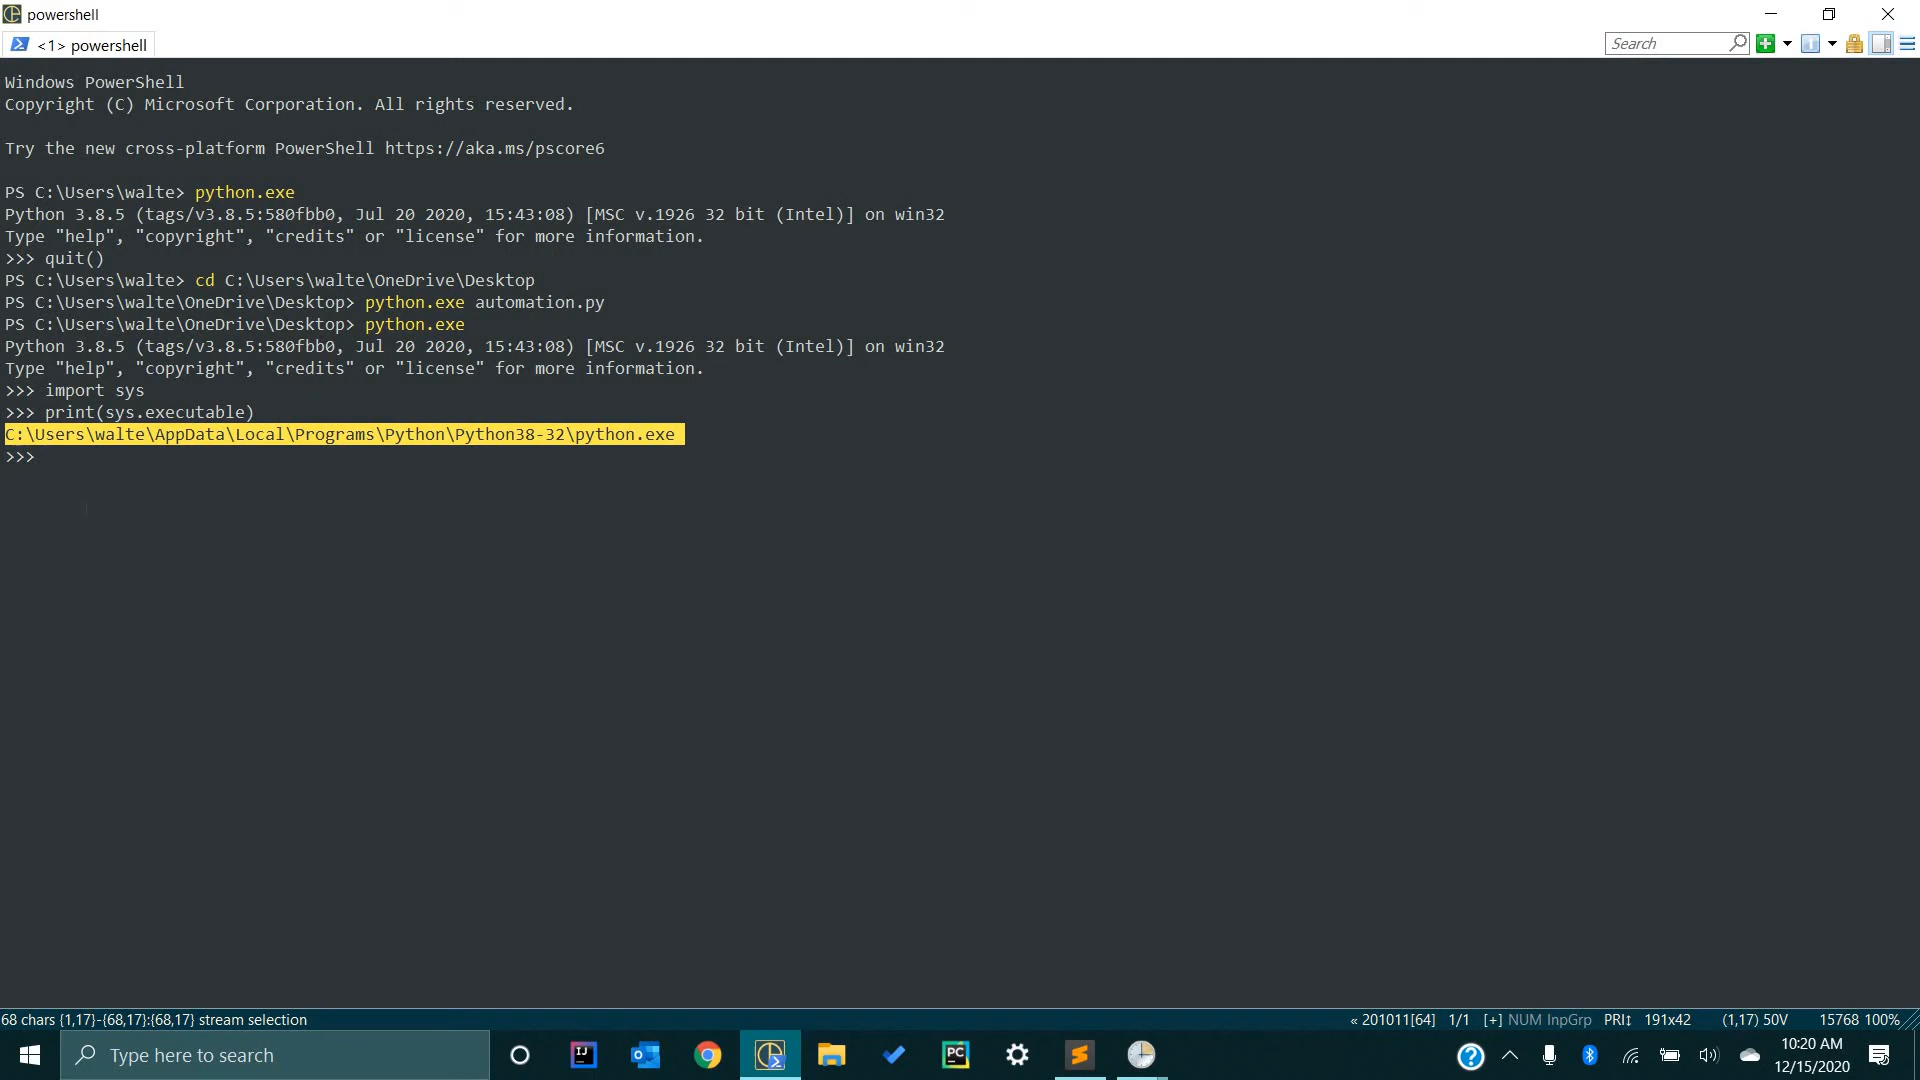 powershell
<1> powershell
Search
Windows PowerShell
Copyright (C) Microsoft Corporation. All rights reserved.
Try the new cross-platform PowerShell https://aka.ms/pscore6
PS C:\Users\walte> python.exe
Python 3.8.5 (tags/v3.8.5:580fbb0, Jul 20 2020, 15:43:08) [MSC v.1926 32 bit (Intel)] on win32
Type "help", "copyright", "credits" or "license" for more information.
>>> quit()
PS C:\Users\walte> cd C:\Users\walte\OneDrive\Desktop
PS C:\Users\walte\OneDrive\Desktop> python.exe automation.py
PS C:\Users\walte\OneDrive\Desktop> python.exe
Python 3.8.5 (tags/v3.8.5:580fbb0, Jul 20 2020, 15:43:08) [MSC v.1926 32 bit (Intel)] on win32
Type "help", "copyright", "credits" or "license" for more information.
>>> import sys
>>> print(sys.executable)
C:\Users\walte\AppData\Local\Programs\Python\Python38-32\python.exe
>>>
68 chars {1,17}-{68,17}:{68,17} stream selection
« 201011[64] 1/1 [+] NUM InpGrp PRI↕ 191x42 (1,17) 50V 15768 100%
Type here to search
IJ
PC
10:20 AM
12/15/2020